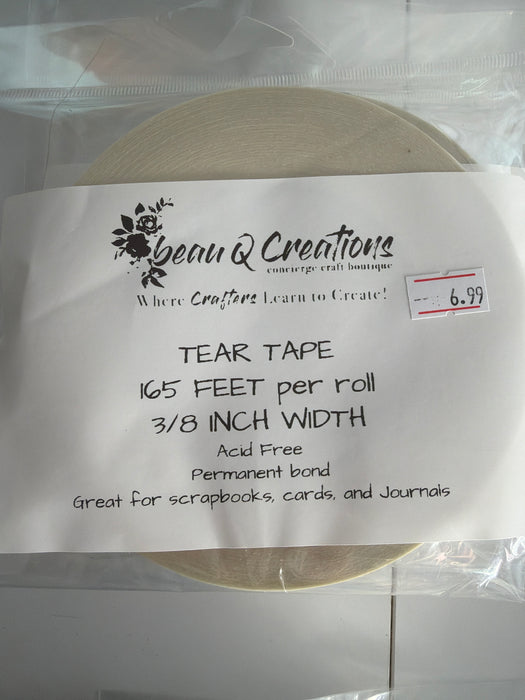 beau Q Creations
concierge craft boutique
Where Crafters Learn to Create!
6.99
TEAR TAPE
165 FEET per roll
3/8 INCH WIDTH
Acid Free
Permanent bond
Great for scrapbooks, cards, and Journals